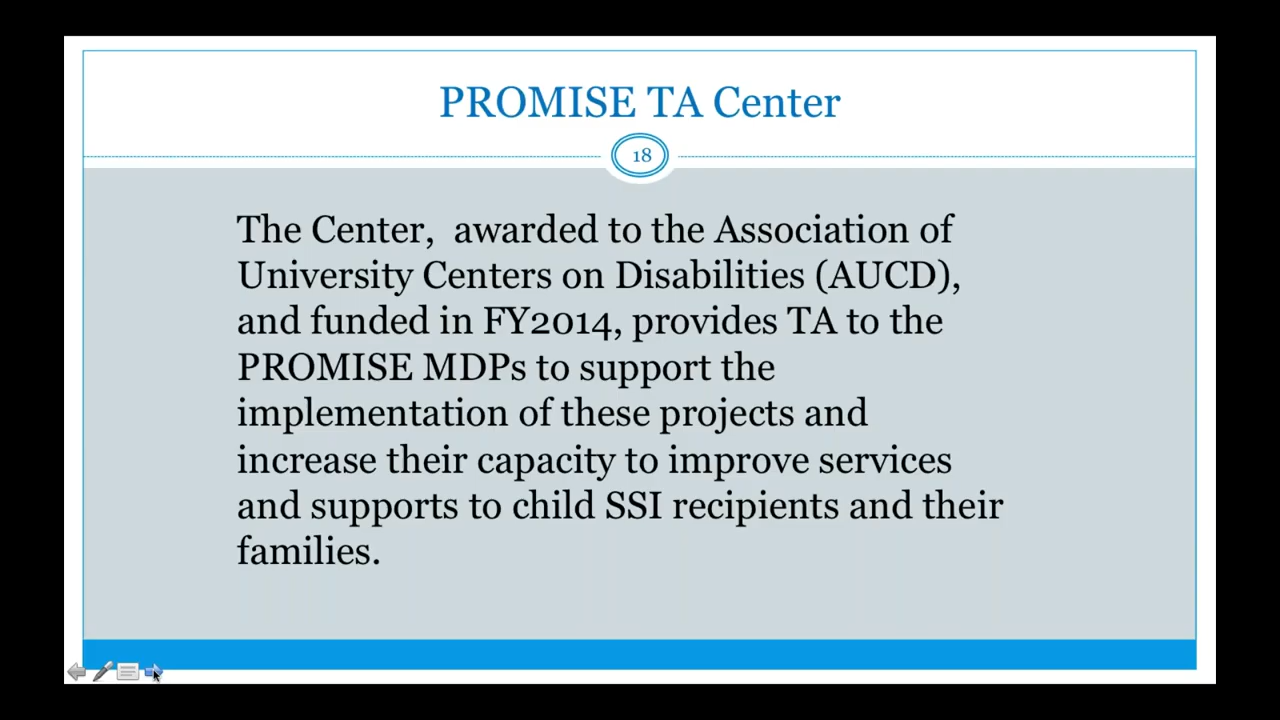 PROMISE TA Center
18
The Center,  awarded to the Association of
University Centers on Disabilities (AUCD),
and funded in FY2014, provides TA to the
PROMISE MDPs to support the
implementation of these projects and
increase their capacity to improve services
and supports to child SSI recipients and their
families.